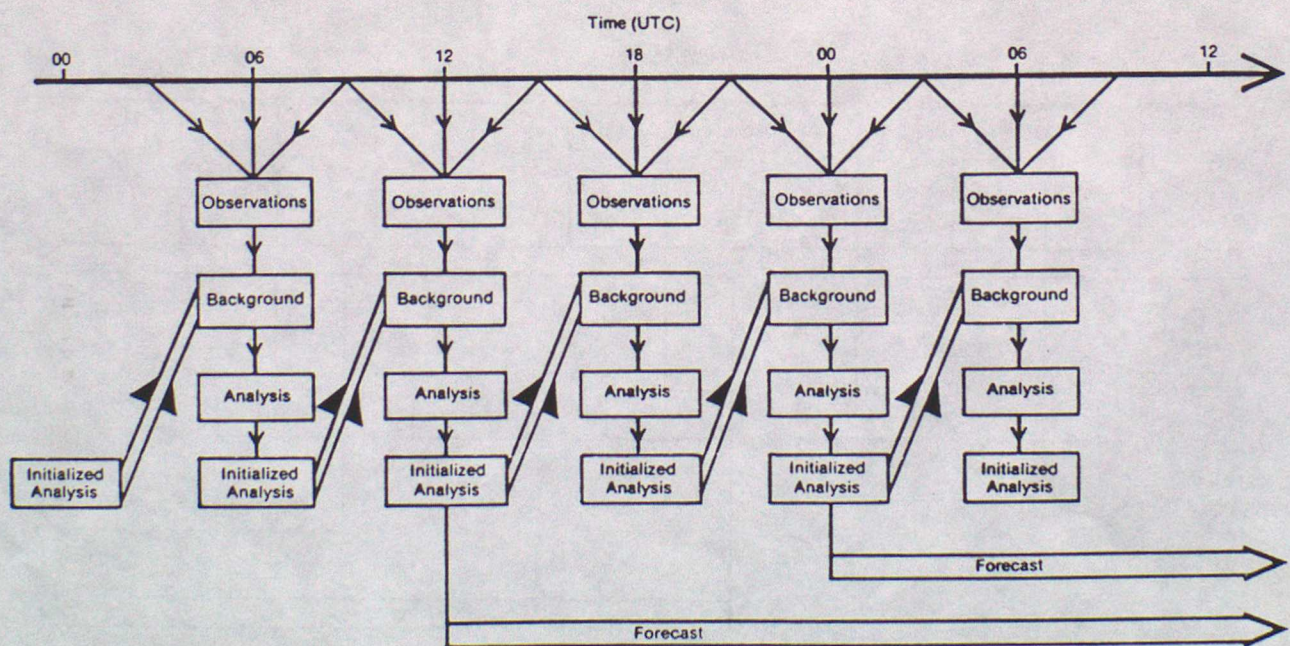 Time (UTC)
00 06 12 18 00 06 12
Observations Observations Observations Observations Observations
Background Background Background Background Background
Analysis Analysis Analysis Analysis Analysis
Initialized Initialized Initialized Initialized Initialized Initialized
Analysis Analysis Analysis Analysis Analysis Analysis
Forecast
Forecast